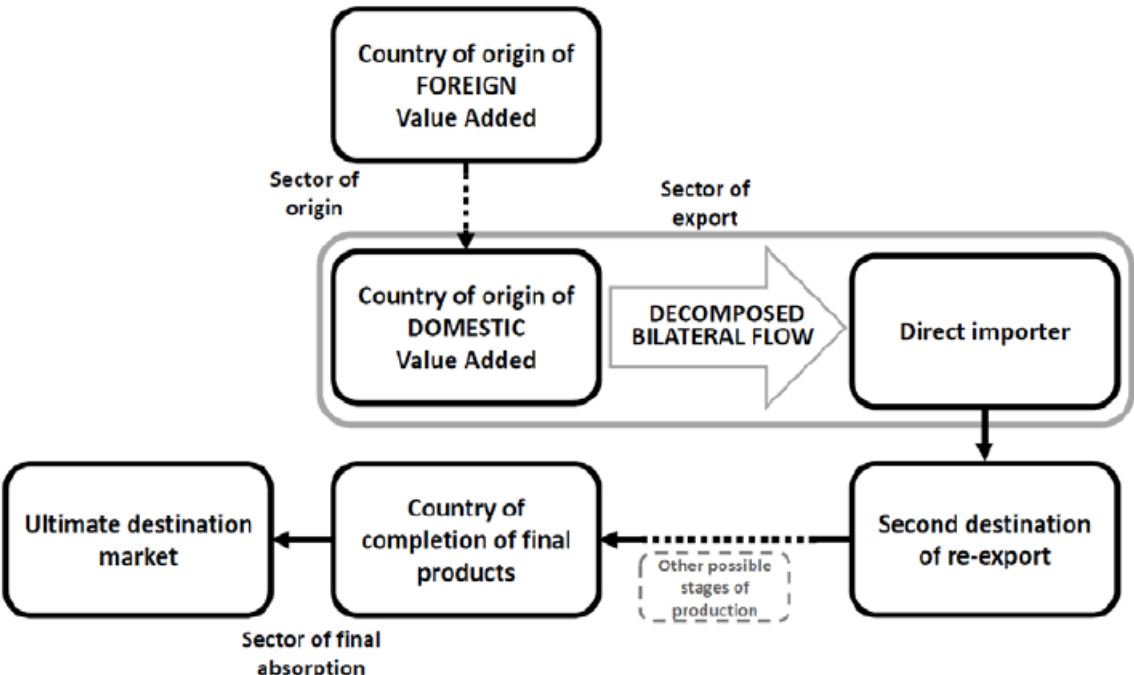 Country of origin of
FOREIGN
Value Added
Sector of
origin
Sector of
export
Country of origin of
DOMESTIC
Value Added
DECOMPOSED
BILATERAL FLOW
Direct importer
Ultimate destination
market
Country of
completion of final
products
Other possible
stages of
production
Second destination
of re-export
Sector of final
absorption